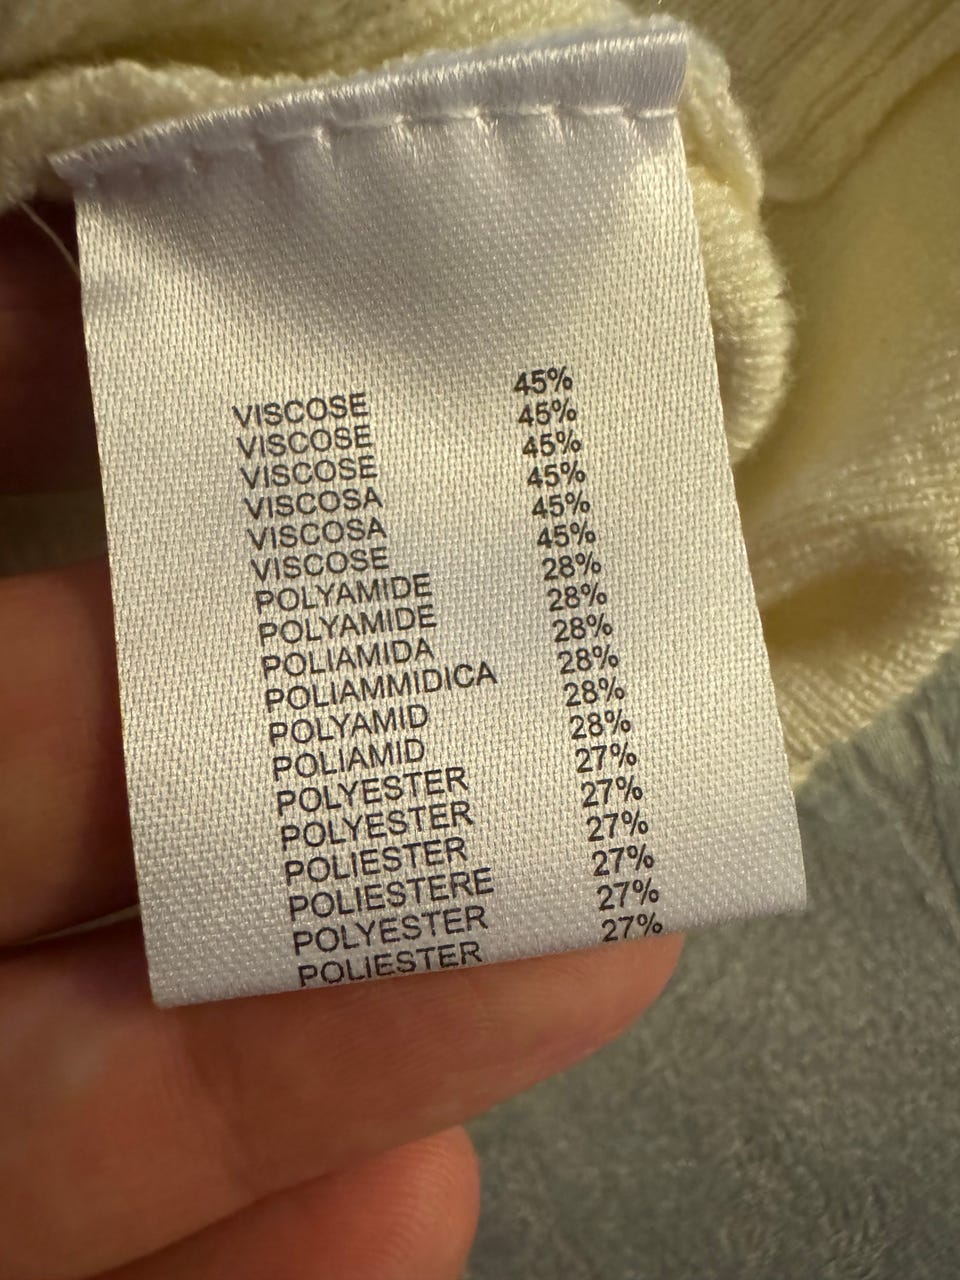 VISCOSE 45%
VISCOSE 45%
VISCOSE 45%
VISCOSA 45%
VISCOSA 45%
VISCOSE 45%
POLYAMIDE 28%
POLYAMIDE 28%
POLIAMIDA 28%
POLIAMMIDICA 28%
POLYAMID 28%
POLIAMID 28%
POLYESTER 27%
POLYESTER 27%
POLIESTER 27%
POLIESTERE 27%
POLYESTER 27%
POLIESTER 27%